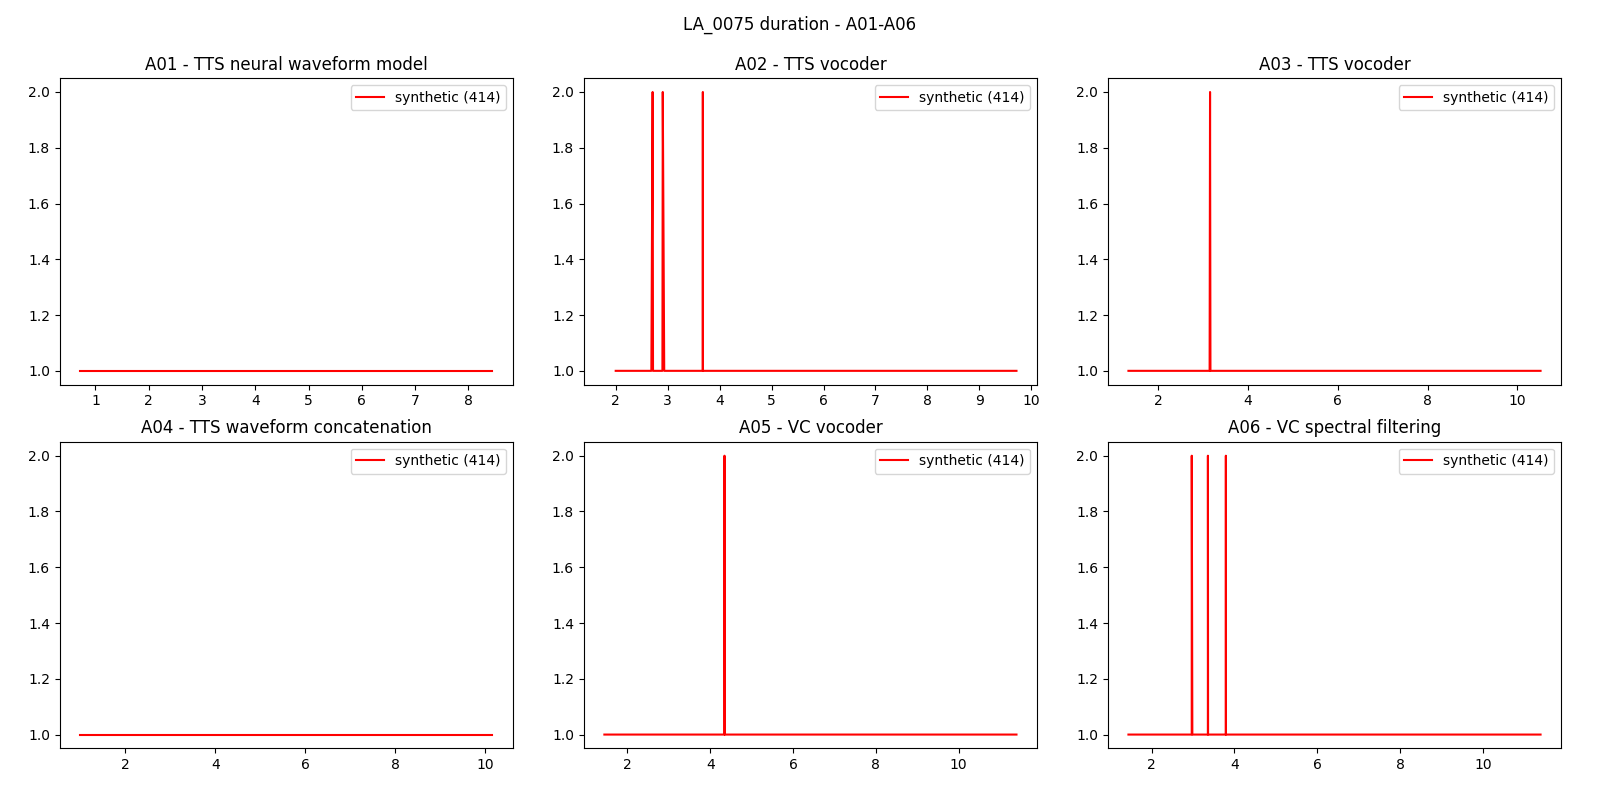 LA_0075 duration - A01-A06
A01 - TTS neural waveform model
synthetic (414)
2.0
1.8
1.6
1.4
1.2
1.0
1 2 3 4 5 6 7 8
A02 - TTS vocoder
synthetic (414)
2.0
1.8
1.6
1.4
1.2
1.0
2 3 4 5 6 7 8 9 10
A03 - TTS vocoder
synthetic (414)
2.0
1.8
1.6
1.4
1.2
1.0
2 4 6 8 10
A04 - TTS waveform concatenation
synthetic (414)
2.0
1.8
1.6
1.4
1.2
1.0
2 4 6 8 10
A05 - VC vocoder
synthetic (414)
2.0
1.8
1.6
1.4
1.2
1.0
2 4 6 8 10
A06 - VC spectral filtering
synthetic (414)
2.0
1.8
1.6
1.4
1.2
1.0
2 4 6 8 10